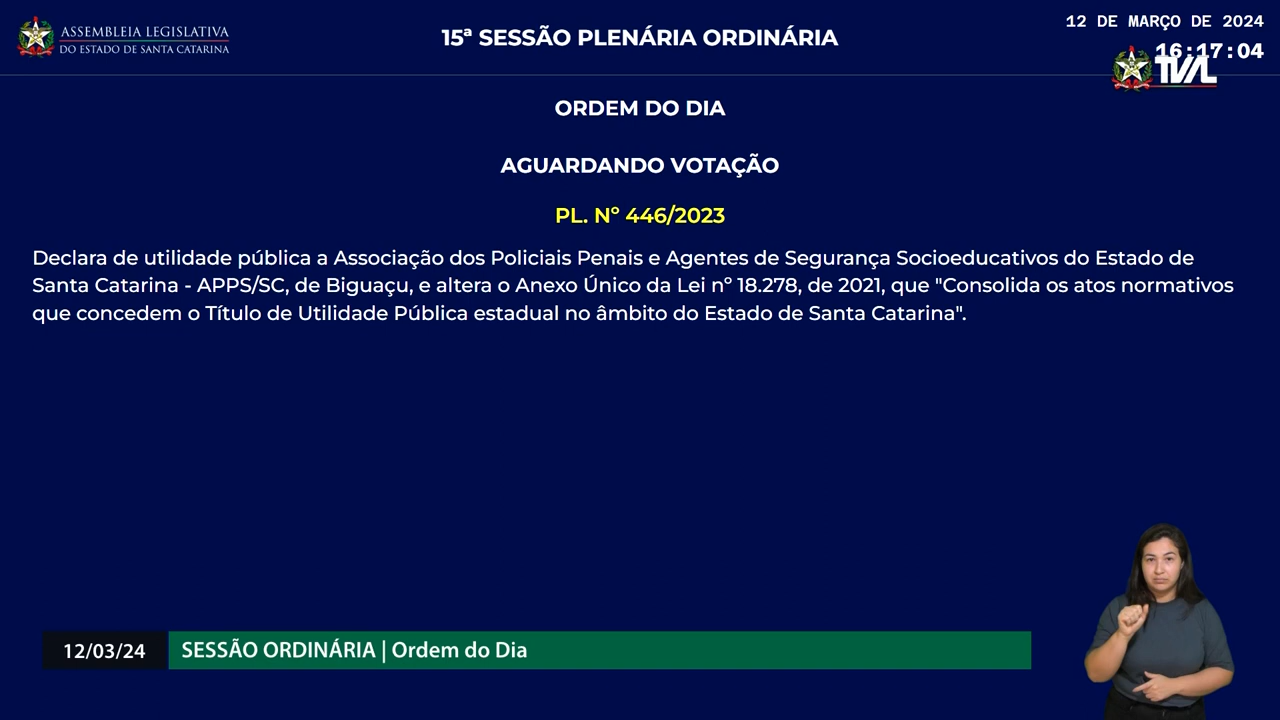 ASSEMBLEIA LEGISLATIVA
DO ESTADO DE SANTA CATARINA
15ª SESSÃO PLENÁRIA ORDINÁRIA
12 DE MARÇO DE 2024
16:17:04
TVAL
ORDEM DO DIA
AGUARDANDO VOTAÇÃO
PL. Nº 446/2023
Declara de utilidade pública a Associação dos Policiais Penais e Agentes de Segurança Socioeducativos do Estado de
Santa Catarina - APPS/SC, de Biguaçu, e altera o Anexo Único da Lei nº 18.278, de 2021, que "Consolida os atos normativos
que concedem o Título de Utilidade Pública estadual no âmbito do Estado de Santa Catarina".
12/03/24
SESSÃO ORDINÁRIA | Ordem do Dia